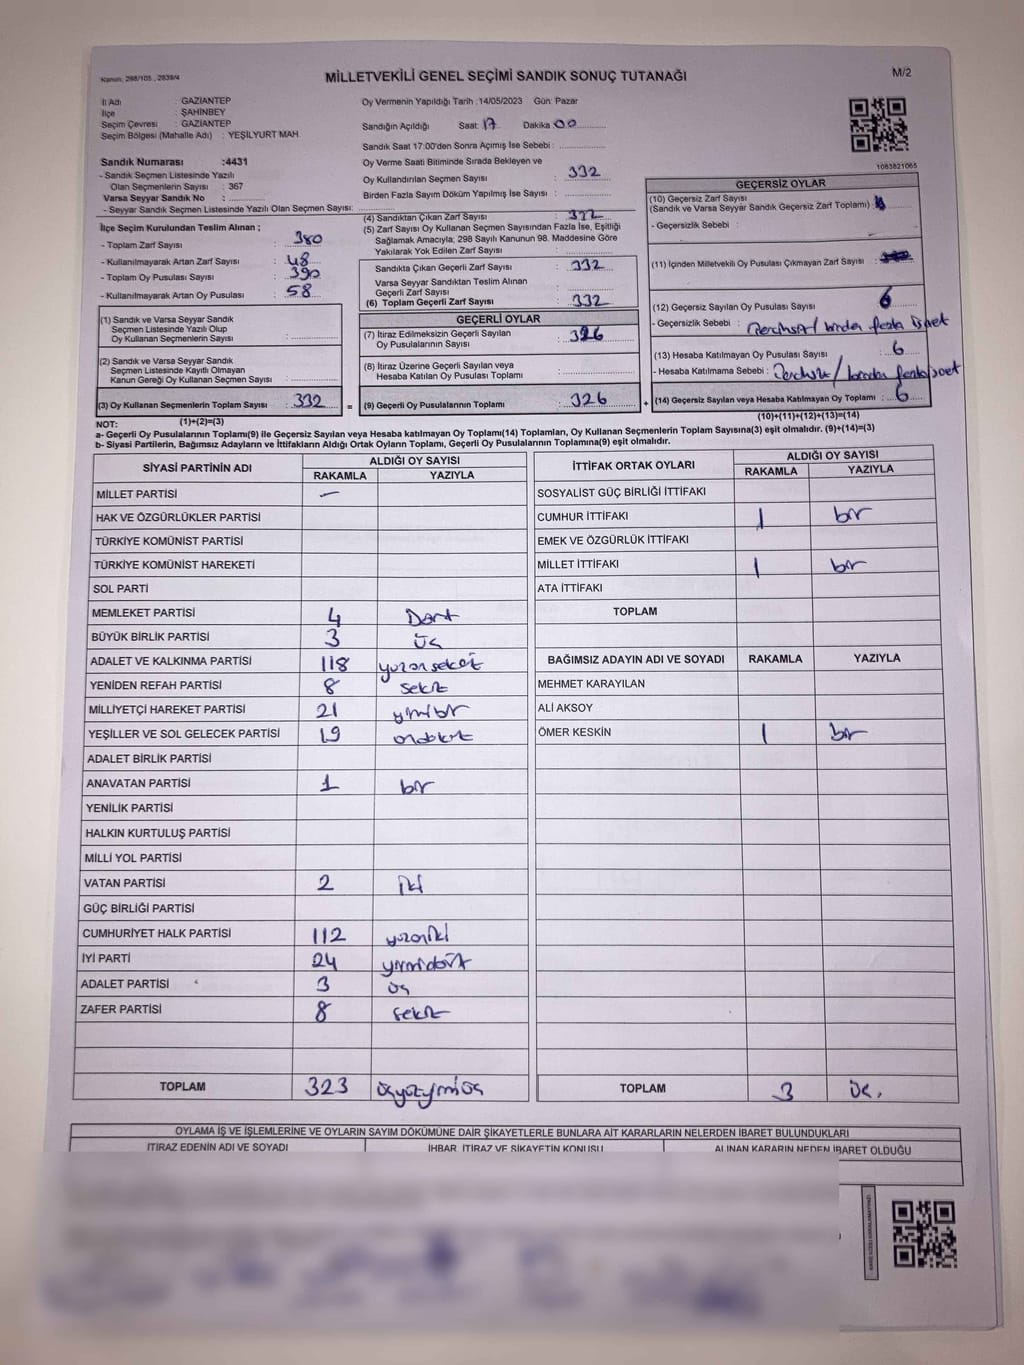 Kanun: 298/105 , 2839/4
MİLLETVEKİLİ GENEL SEÇİMİ SANDIK SONUÇ TUTANAĞI
M/2
İl Adı : GAZİANTEP
İlçe : ŞAHİNBEY
Seçim Çevresi : GAZİANTEP
Seçim Bölgesi (Mahalle Adı) : YEŞİLYURT MAH.
Sandık Numarası :4431
- Sandık Seçmen Listesinde Yazılı
Olan Seçmenlerin Sayısı : 367
Varsa Seyyar Sandık No :
- Seyyar Sandık Seçmen Listesinde Yazılı Olan Seçmen Sayısı:
İlçe Seçim Kurulundan Teslim Alınan ;
- Toplam Zarf Sayısı : 380
- Kullanılmayarak Artan Zarf Sayısı : 48
- Toplam Oy Pusulası Sayısı : 390
- Kullanılmayarak Artan Oy Pusulası : 58
(1) Sandık ve Varsa Seyyar Sandık
Seçmen Listesinde Yazılı Olup
Oy Kullanan Seçmenlerin Sayısı :
(2) Sandık ve Varsa Seyyar Sandık
Seçmen Listesinde Kayıtlı Olmayan
Kanun Gereği Oy Kullanan Seçmen Sayısı :
(3) Oy Kullanan Seçmenlerin Toplam Sayısı : 332
(1)+(2)=(3)
Oy Vermenin Yapıldığı Tarih :14/05/2023 Gün: Pazar
Sandığın Açıldığı Saat: 17 Dakika 00
Sandık Saat 17:00'den Sonra Açımış İse Sebebi :
Oy Verme Saati Bitiminde Sırada Bekleyen ve
Oy Kullandırılan Seçmen Sayısı : 332
Birden Fazla Sayım Döküm Yapılmış İse Sayısı :
(4) Sandıktan Çıkan Zarf Sayısı : 332
(5) Zarf Sayısı Oy Kullanan Seçmen Sayısından Fazla İse, Eşitliği
Sağlamak Amacıyla; 298 Sayılı Kanunun 98. Maddesine Göre
Yakılarak Yok Edilen Zarf Sayısı :
Sandıkta Çıkan Geçerli Zarf Sayısı : 332
Varsa Seyyar Sandıktan Teslim Alınan
Geçerli Zarf Sayısı :
(6) Toplam Geçerli Zarf Sayısı : 332
GEÇERLİ OYLAR
(7) İtiraz Edilmeksizin Geçerli Sayılan
Oy Pusulalarının Sayısı : 326
(8) İtiraz Üzerine Geçerli Sayılan veya
Hesaba Katılan Oy Pusulası Toplamı :
= (9) Geçerli Oy Pusulalarının Toplamı : 326
1083821065
GEÇERSİZ OYLAR
(10) Geçersiz Zarf Sayısı
(Sandık ve Varsa Seyyar Sandık Geçersiz Zarf Toplamı) :
- Geçersizlik Sebebi :
(11) İçinden Milletvekili Oy Pusulası Çıkmayan Zarf Sayısı :
(12) Geçersiz Sayılan Oy Pusulası Sayısı : 6
- Geçersizlik Sebebi : birden fazla işaret
(13) Hesaba Katılmayan Oy Pusulası Sayısı : 6
- Hesaba Katılmama Sebebi : birden fazla işaret
+ (14) Geçersiz Sayılan veya Hesaba Katılmayan Oy Toplamı : 6
(10)+(11)+(12)+(13)=(14)
NOT:
a- Geçerli Oy Pusulalarının Toplamı(9) ile Geçersiz Sayılan veya Hesaba Katılmayan Oy Toplamı(14) Toplamları, Oy Kullanan Seçmenlerin Toplam Sayısına(3) eşit olmalıdır. (9)+(14)=(3)
b- Siyasi Partilerin, Bağımsız Adayların ve İttifakların Aldığı Ortak Oyların Toplamı, Geçerli Oy Pusulalarının Toplamına(9) eşit olmalıdır.
SİYASİ PARTİNİN ADI ALDIĞI OY SAYISI
RAKAMLA YAZIYLA
MİLLET PARTİSİ –
HAK VE ÖZGÜRLÜKLER PARTİSİ
TÜRKİYE KOMÜNİST PARTİSİ
TÜRKİYE KOMÜNİST HAREKETİ
SOL PARTİ
MEMLEKET PARTİSİ 4 Dört
BÜYÜK BİRLİK PARTİSİ 3 üç
ADALET VE KALKINMA PARTİSİ 118 yüzonsekiz
YENİDEN REFAH PARTİSİ 8 sekiz
MİLLİYETÇİ HAREKET PARTİSİ 21 yirmibir
YEŞİLLER VE SOL GELECEK PARTİSİ 19 ondokuz
ADALET BİRLİK PARTİSİ
ANAVATAN PARTİSİ 1 bir
YENİLİK PARTİSİ
HALKIN KURTULUŞ PARTİSİ
MİLLİ YOL PARTİSİ
VATAN PARTİSİ 2 iki
GÜÇ BİRLİĞİ PARTİSİ
CUMHURİYET HALK PARTİSİ 112 yüzoniki
İYİ PARTİ 24 yirmidört
ADALET PARTİSİ 3 üç
ZAFER PARTİSİ 8 sekiz
TOPLAM 323 üçyüzyirmiüç
İTTİFAK ORTAK OYLARI ALDIĞI OY SAYISI
RAKAMLA YAZIYLA
SOSYALİST GÜÇ BİRLİĞİ İTTİFAKI
CUMHUR İTTİFAKI 1 bir
EMEK VE ÖZGÜRLÜK İTTİFAKI
MİLLET İTTİFAKI 1 bir
ATA İTTİFAKI
TOPLAM
BAĞIMSIZ ADAYIN ADI VE SOYADI RAKAMLA YAZIYLA
MEHMET KARAYILAN
ALİ AKSOY
ÖMER KESKİN 1 bir
TOPLAM 3 üç.
OYLAMA İŞ VE İŞLEMLERİNE VE OYLARIN SAYIM DÖKÜMÜNE DAİR ŞİKAYETLERLE BUNLARA AİT KARARLARIN NELERDEN İBARET BULUNDUKLARI
İTİRAZ EDENİN ADI VE SOYADI İHBAR, İTİRAZ VE ŞİKAYETİN KONUSU ALINAN KARARIN NEDEN İBARET OLDUĞU